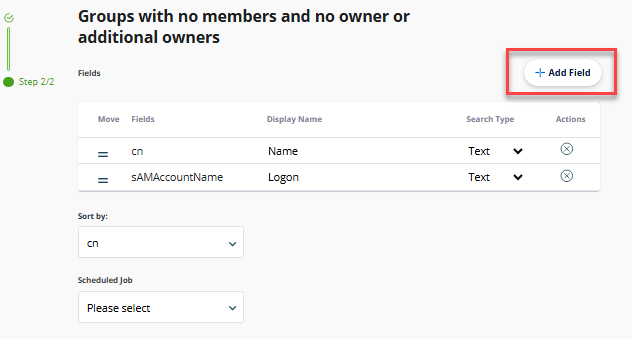 Groups with no members and no owner or
additional owners
Step 2/2
Fields
Add Field
Move Fields Display Name Search Type Actions
cn Name Text
sAMAccountName Logon Text
Sort by:
cn
Scheduled Job
Please select